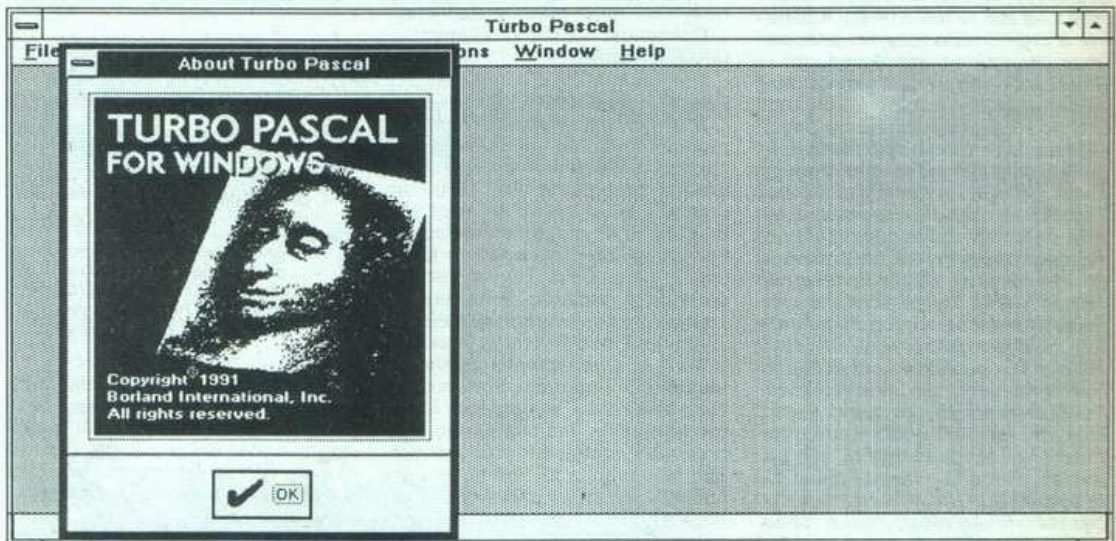 Turbo Pascal
File
ons Window Help
About Turbo Pascal
TURBO PASCAL
FOR WINDOWS
Copyright © 1991
Borland International, Inc.
All rights reserved.
OK